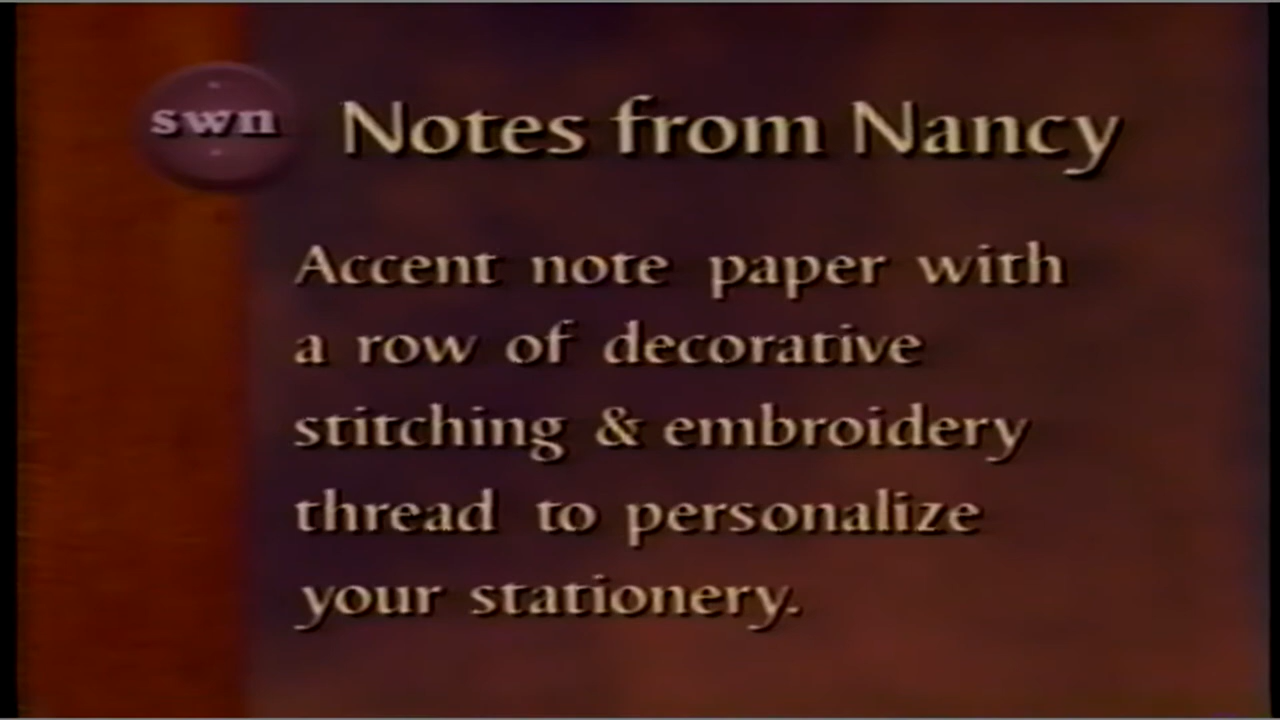 swn
Notes from Nancy
Accent note paper with
a row of decorative
stitching & embroidery
thread to personalize
your stationery.